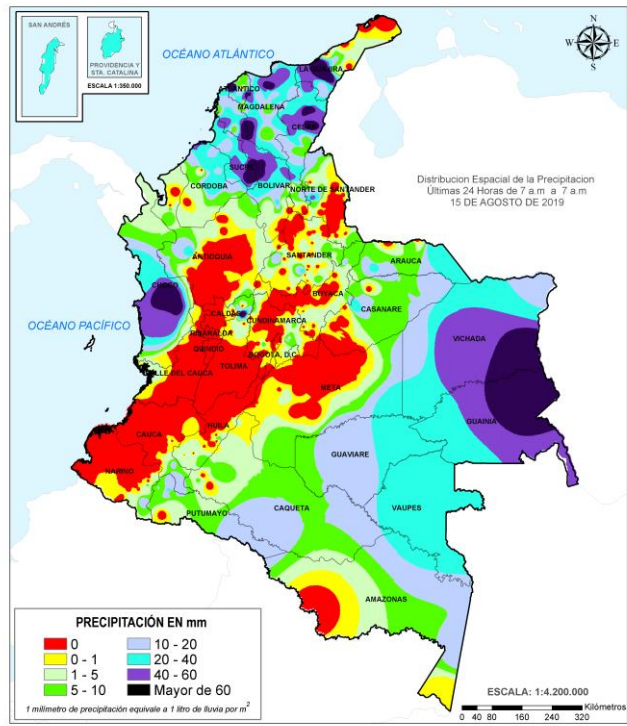 SAN ANDRÉS
PROVIDENCIA Y
STA. CATALINA
ESCALA 1:350.000
OCÉANO ATLÁNTICO
N
W
E
S
LA GUAJIRA
ATLÁNTICO
MAGDALENA
CESAR
SUCRE
CORDOBA
BOLIVAR
NORTE DE SANTANDER
Distribucion Espacial de la Precipitacion
Últimas 24 Horas de 7 a.m a 7 a.m
15 DE AGOSTO DE 2019
ANTIOQUIA
SANTANDER
ARAUCA
CHOCO
BOYACA
CASANARE
OCÉANO PACÍFICO
CALDAS
CUNDINAMARCA
RISARALDA
VICHADA
QUINDIO
BOGOTA, D.C.
VALLE DEL CAUCA
TOLIMA
META
GUAINIA
CAUCA
HUILA
GUAVIARE
NARIÑO
VAUPES
PUTUMAYO
CAQUETA
AMAZONAS
PRECIPITACIÓN EN mm
0
10 - 20
0 - 1
20 - 40
1 - 5
40 - 60
5 - 10
Mayor de 60
1 milímetro de precipitación equivale a 1 litro de lluvia por m2
ESCALA: 1:4.200.000
Kilómetros
0 40 80 160 240 320